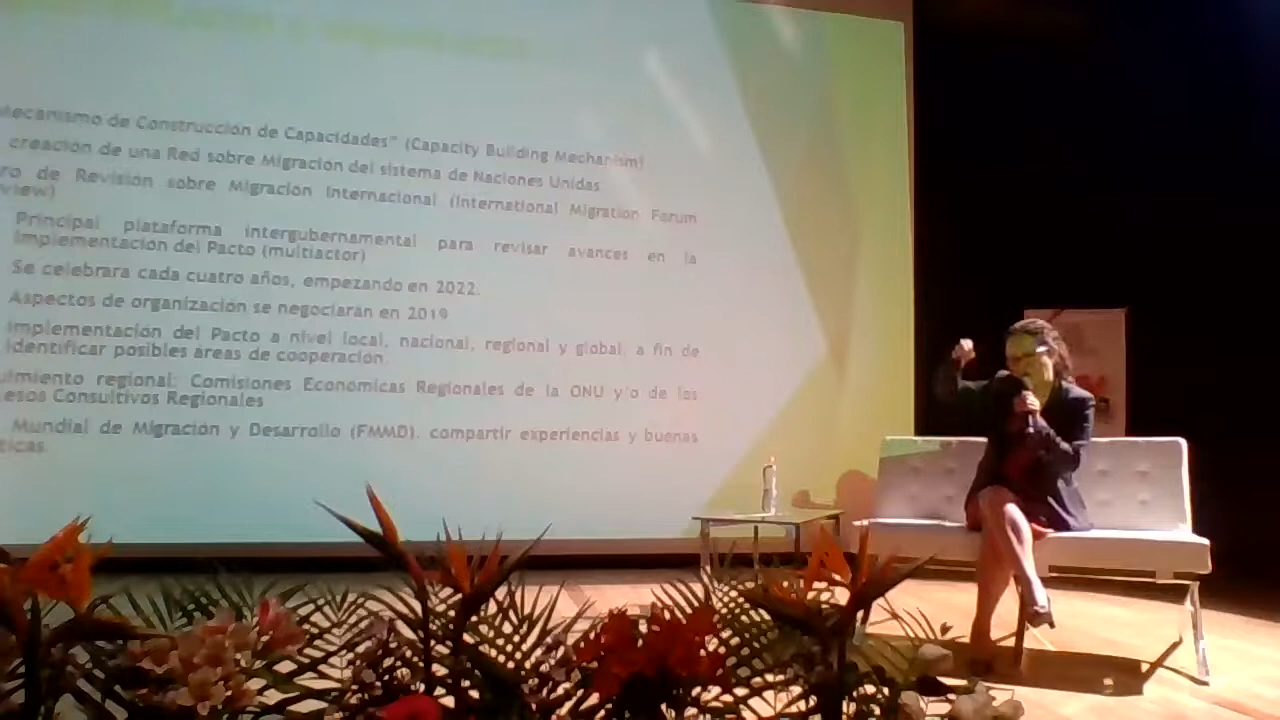 Mecanismo de Construcción de Capacidades" (Capacity Building Mechanism)
creación de una Red sobre Migración del sistema de Naciones Unidas
ro de Revisión sobre Migración Internacional (International Migration Forum
view)
Principal plataforma intergubernamental para revisar avances en la
implementación del Pacto (multiactor)
Se celebrará cada cuatro años, empezando en 2022.
Aspectos de organización se negociarán en 2019
Implementación del Pacto a nivel local, nacional, regional y global, a fin de
identificar posibles áreas de cooperación.
uimiento regional: Comisiones Económicas Regionales de la ONU y/o de los
esos Consultivos Regionales
Mundial de Migración y Desarrollo (FMMD). compartir experiencias y buenas
ticas.